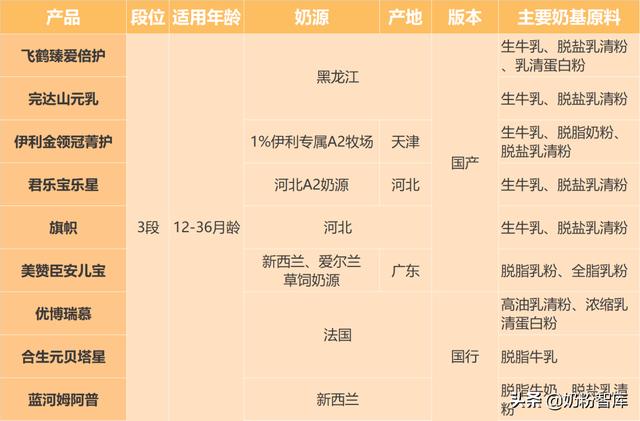 产品 段位 适用年龄 奶源 产地 版本 主要奶基原料
飞鹤臻爱倍护 生牛乳、脱盐乳清粉
、乳清蛋白粉
黑龙江
完达山元乳 生牛乳、脱盐乳清粉
伊利金领冠菁护 1%伊利专属A2牧场 天津 生牛乳、脱脂奶粉、
脱盐乳清粉
国产
君乐宝乐星 河北A2奶源 河北 生牛乳、脱盐乳清粉
旗帜 3段 12-36月龄 河北 生牛乳、脱盐乳清粉
美赞臣安儿宝 新西兰、爱尔兰
草饲奶源 广东 脱脂乳粉、全脂乳粉
优博瑞慕 高油乳清粉、浓缩乳
清蛋白粉
法国
合生元贝塔星 国行 脱脂牛乳
蓝河姆阿普 新西兰 脱脂牛奶、脱盐乳清
粉
头条 @奶粉智库